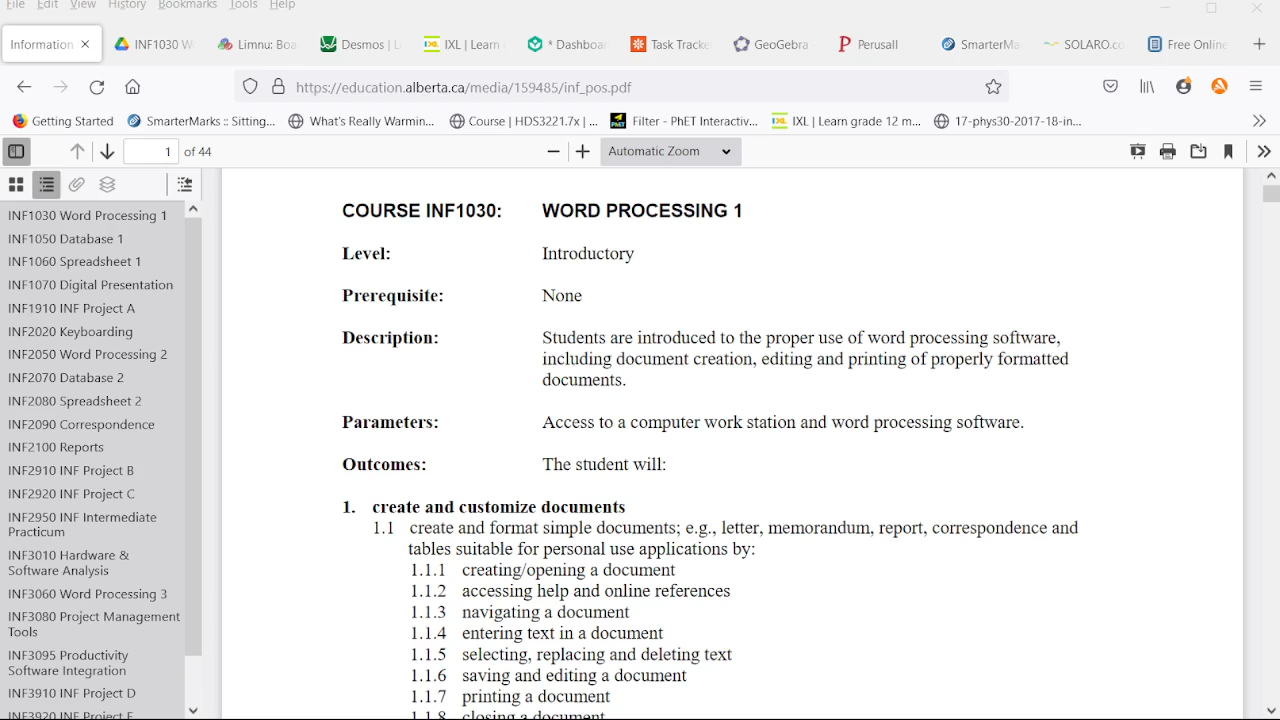 File Edit View History Bookmarks Tools Help
Information
INF1030 W
Limnu: Boa
Desmos | L
IXL | Learn
* Dashboar
Task Tracke
GeoGebra
Perusall
SmarterMa
SOLARO.co
Free Online
https://education.alberta.ca/media/159485/inf_pos.pdf
Getting Started
SmarterMarks :: Sitting...
What's Really Warmin...
Course | HDS3221.7x | ...
Filter - PhET Interactiv...
IXL | Learn grade 12 m...
17-phys30-2017-18-in...
1 of 44
Automatic Zoom
INF1030 Word Processing 1
INF1050 Database 1
INF1060 Spreadsheet 1
INF1070 Digital Presentation
INF1910 INF Project A
INF2020 Keyboarding
INF2050 Word Processing 2
INF2070 Database 2
INF2080 Spreadsheet 2
INF2090 Correspondence
INF2100 Reports
INF2910 INF Project B
INF2920 INF Project C
INF2950 INF Intermediate
Practicum
INF3010 Hardware &
Software Analysis
INF3060 Word Processing 3
INF3080 Project Management
Tools
INF3095 Productivity
Software Integration
INF3910 INF Project D
INF3920 INF Project E
COURSE INF1030: WORD PROCESSING 1
Level: Introductory
Prerequisite: None
Description: Students are introduced to the proper use of word processing software,
including document creation, editing and printing of properly formatted
documents.
Parameters: Access to a computer work station and word processing software.
Outcomes: The student will:
1. create and customize documents
1.1 create and format simple documents; e.g., letter, memorandum, report, correspondence and
tables suitable for personal use applications by:
1.1.1 creating/opening a document
1.1.2 accessing help and online references
1.1.3 navigating a document
1.1.4 entering text in a document
1.1.5 selecting, replacing and deleting text
1.1.6 saving and editing a document
1.1.7 printing a document
1.1.8 closing a document